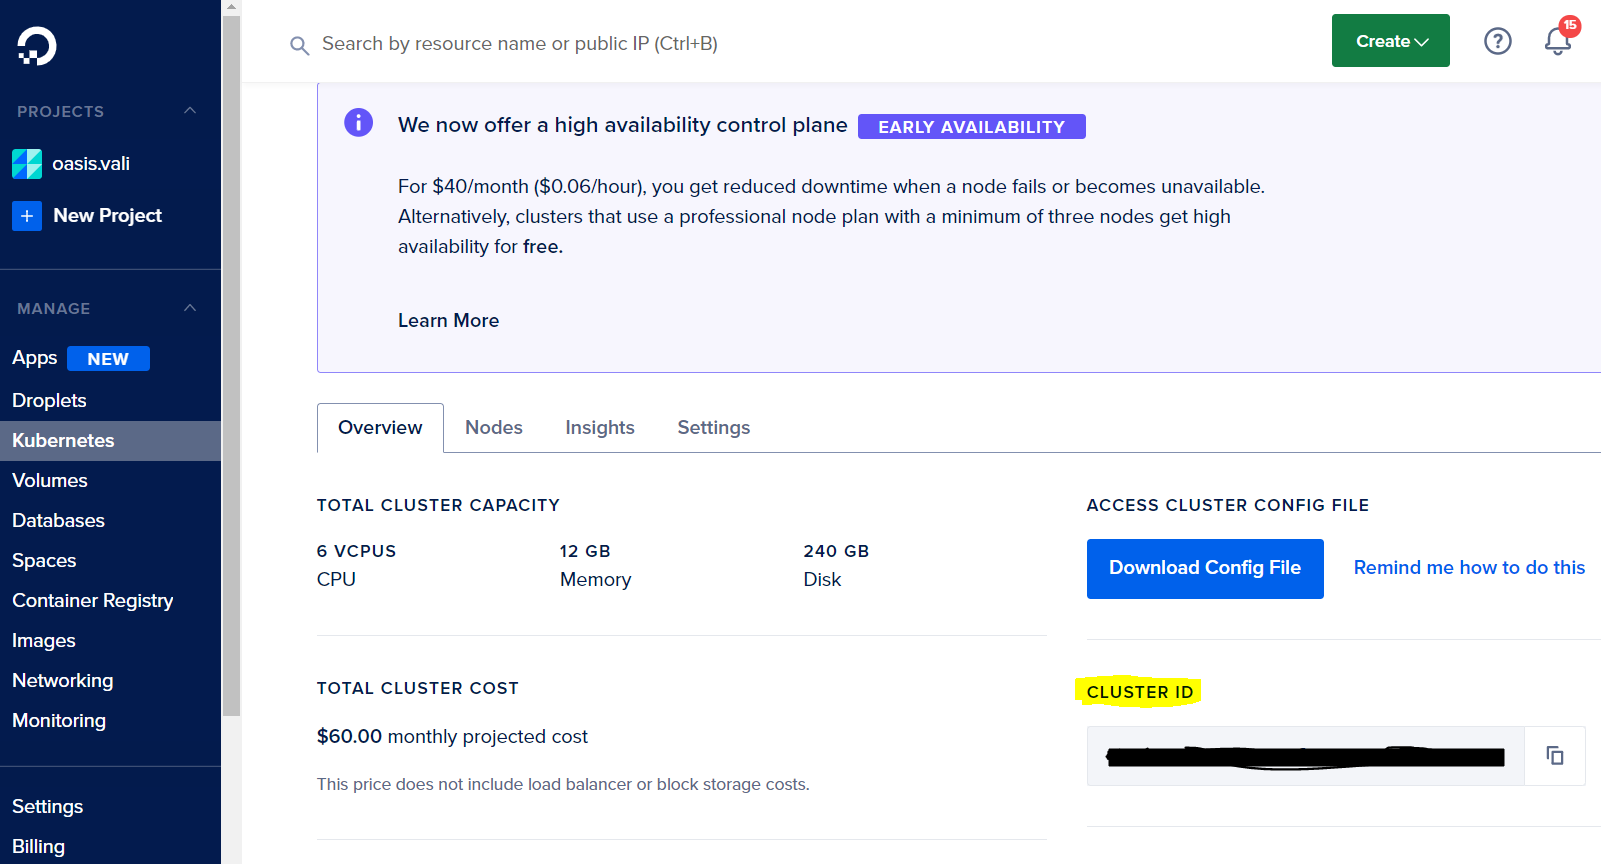 PROJECTS
oasis.vali
+ New Project
MANAGE
Apps NEW
Droplets
Kubernetes
Volumes
Databases
Spaces
Container Registry
Images
Networking
Monitoring
Settings
Billing
Search by resource name or public IP (Ctrl+B)
Create
?
15
We now offer a high availability control plane EARLY AVAILABILITY
For $40/month ($0.06/hour), you get reduced downtime when a node fails or becomes unavailable.
Alternatively, clusters that use a professional node plan with a minimum of three nodes get high
availability for free.
Learn More
Overview Nodes Insights Settings
TOTAL CLUSTER CAPACITY
6 VCPUS 12 GB 240 GB
CPU Memory Disk
TOTAL CLUSTER COST
$60.00 monthly projected cost
This price does not include load balancer or block storage costs.
ACCESS CLUSTER CONFIG FILE
Download Config File Remind me how to do this
CLUSTER ID